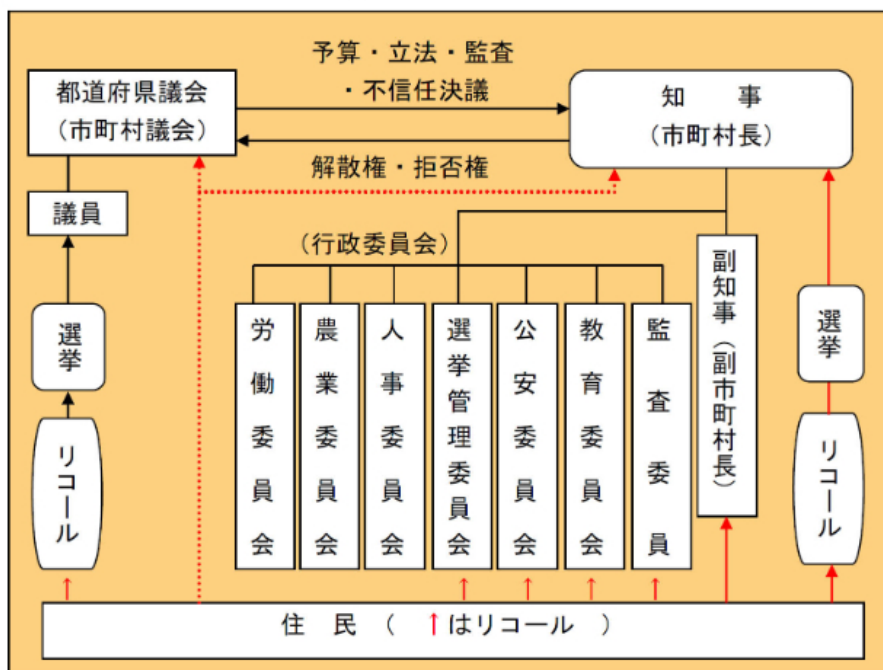 予算・立法・監査
・不信任決議
都道府県議会
（市町村議会）
知　事
（市町村長）
解散権・拒否権
議員
（行政委員会）
選挙
リコール
労働委員会
農業委員会
人事委員会
選挙管理委員会
公安委員会
教育委員会
監査委員
副知事（副市町村長）
選挙
リコール
住　民　（　↑はリコール　）